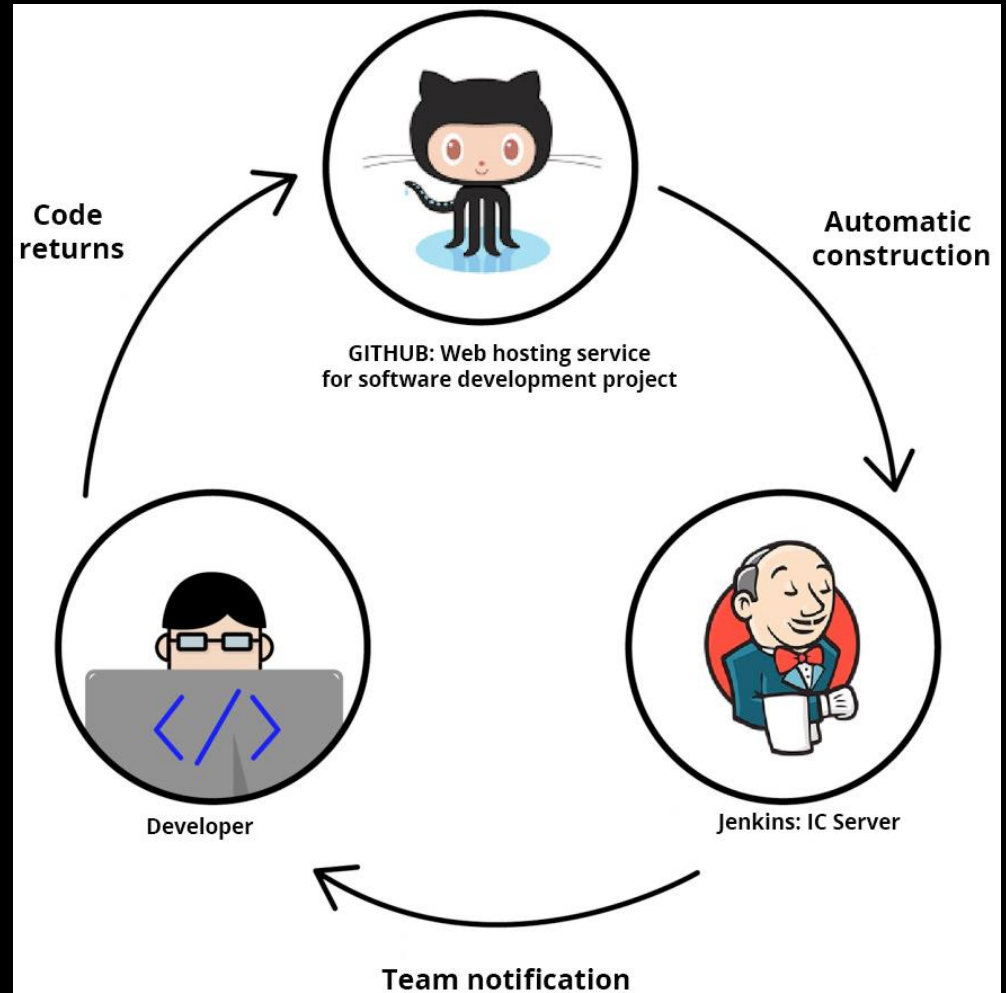 Code
returns
Automatic
construction
GITHUB: Web hosting service
for software development project
</>
Developer
Jenkins: IC Server
Team notification